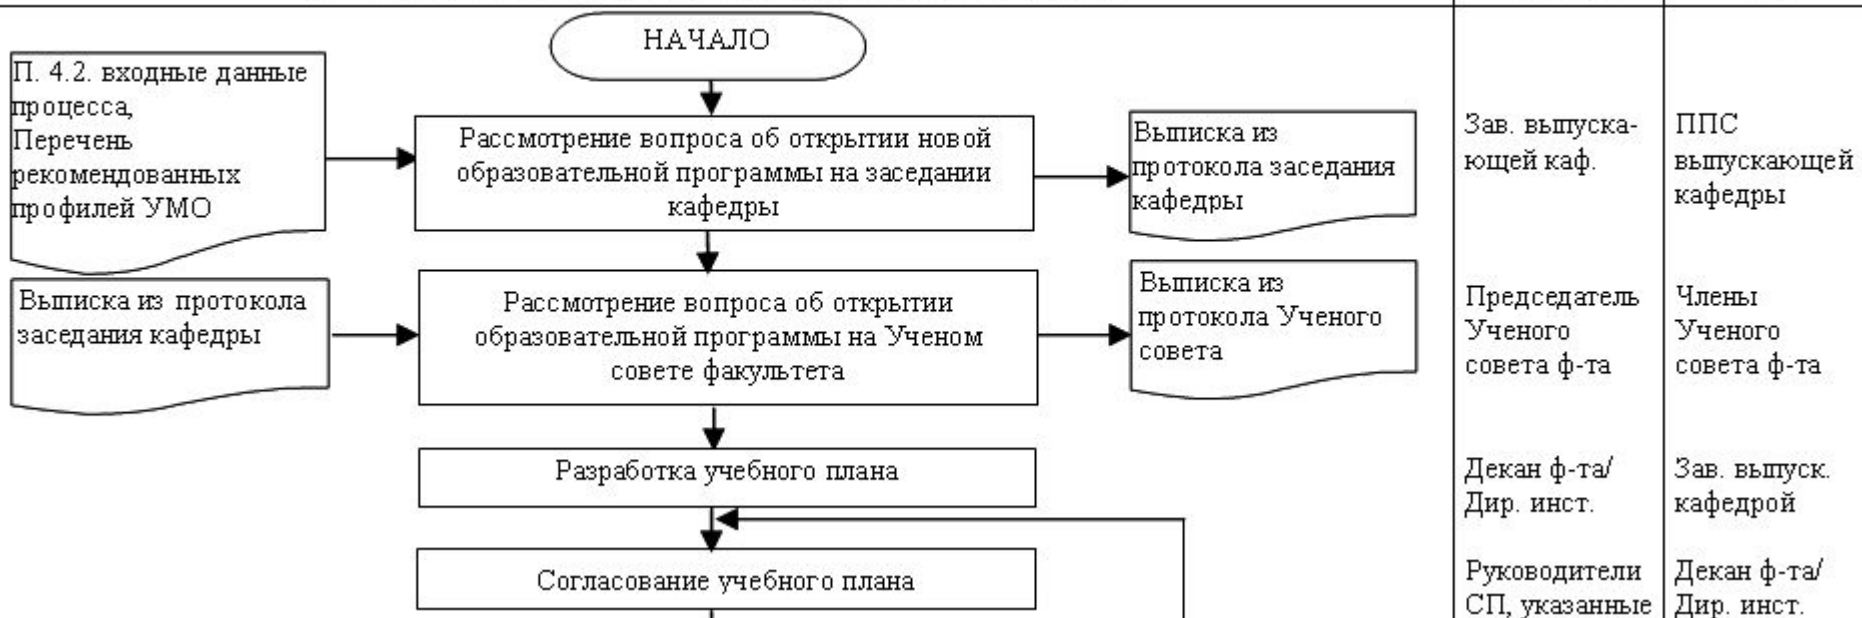 НАЧАЛО
П. 4.2. входные данные
процесса,
Перечень
рекомендованных
профилей УМО
Рассмотрение вопроса об открытии новой
образовательной программы на заседании
кафедры
Выписка из
протокола заседания
кафедры
Зав. выпуска-
ющей каф.
ППС
выпускающей
кафедры
Выписка из протокола
заседания кафедры
Рассмотрение вопроса об открытии
образовательной программы на Ученом
совете факультета
Выписка из
протокола Ученого
совета
Председатель
Ученого
совета ф-та
Члены
Ученого
совета ф-та
Разработка учебного плана
Декан ф-та/
Дир. инст.
Зав. выпуск.
кафедрой
Согласование учебного плана
Руководители
СП, указанные
Декан ф-та/
Дир. инст.